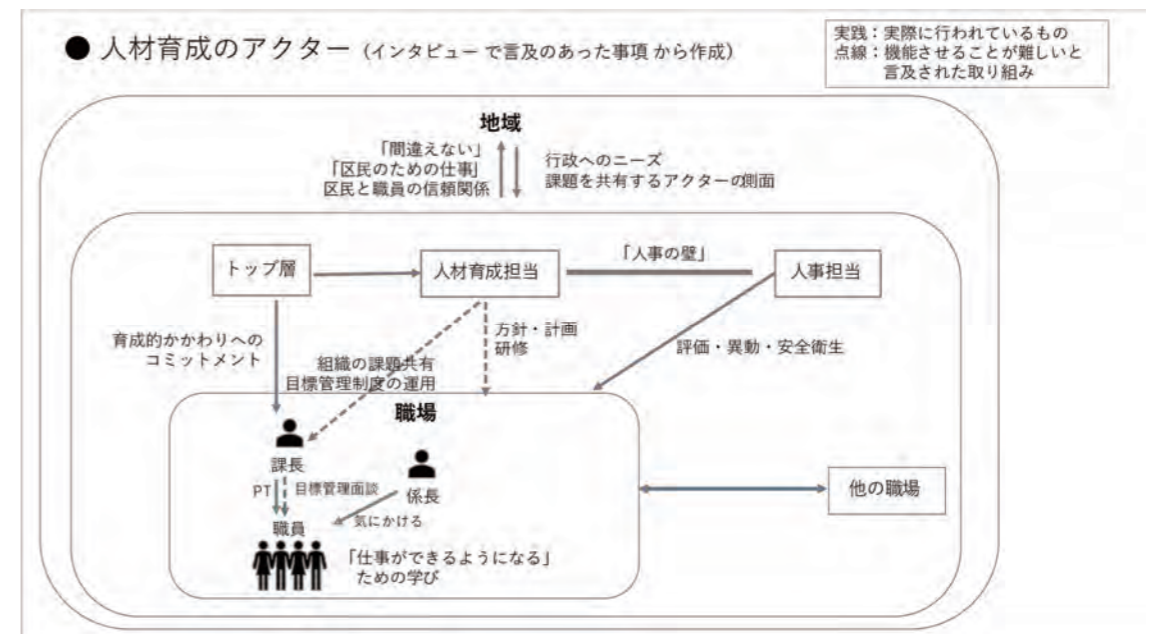 ● 人材育成のアクター（インタビューで言及のあった事項から作成）
実践：実際に行われているもの
点線：機能させることが難しいと
言及された取り組み
地域
「間違えない」
「区民のための仕事」
区民と職員の信頼関係
行政へのニーズ
課題を共有するアクターの側面
トップ層
人材育成担当
「人事の壁」
人事担当
育成的かかわりへの
コミットメント
組織の課題共有
目標管理制度の運用
方針・計画
研修
評価・異動・安全衛生
職場
課長
係長
PT
目標管理面談
気にかける
職員
「仕事ができるようになる」
ための学び
他の職場